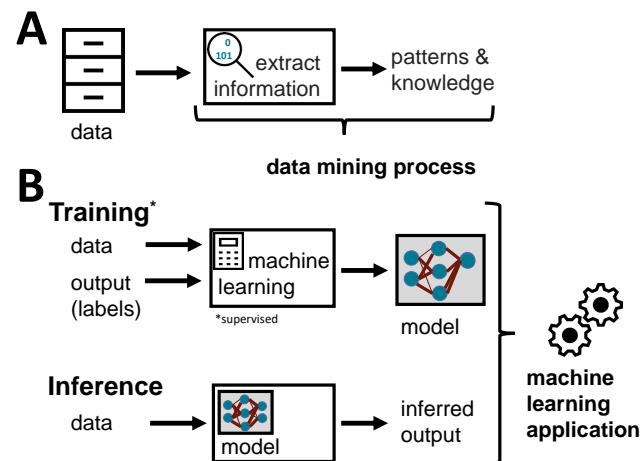 A
0
101
extract
information
patterns &
knowledge
data
data mining process
B
Training*
data
output
(labels)
machine
learning
*supervised
model
Inference
data
model
inferred
output
machine
learning
application